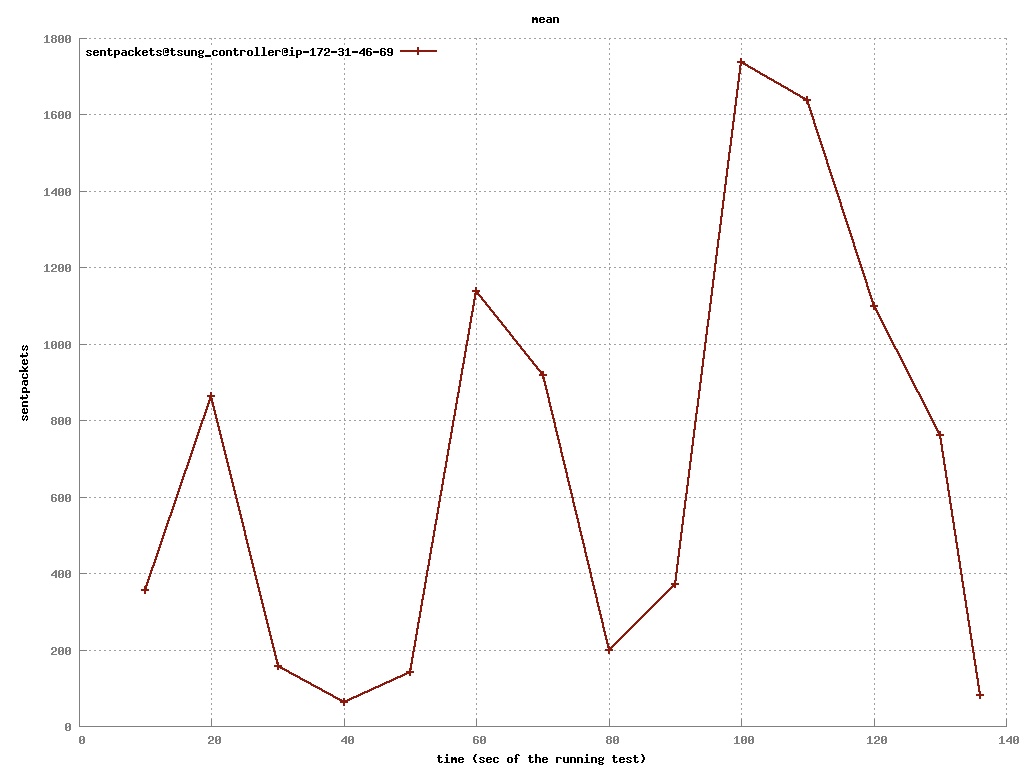 mean
1800
sentpackets@tsung_controller@ip-172-31-46-69
1600
1400
1200
1000
sentpackets
800
600
400
200
0
0 20 40 60 80 100 120 140
time (sec of the running test)